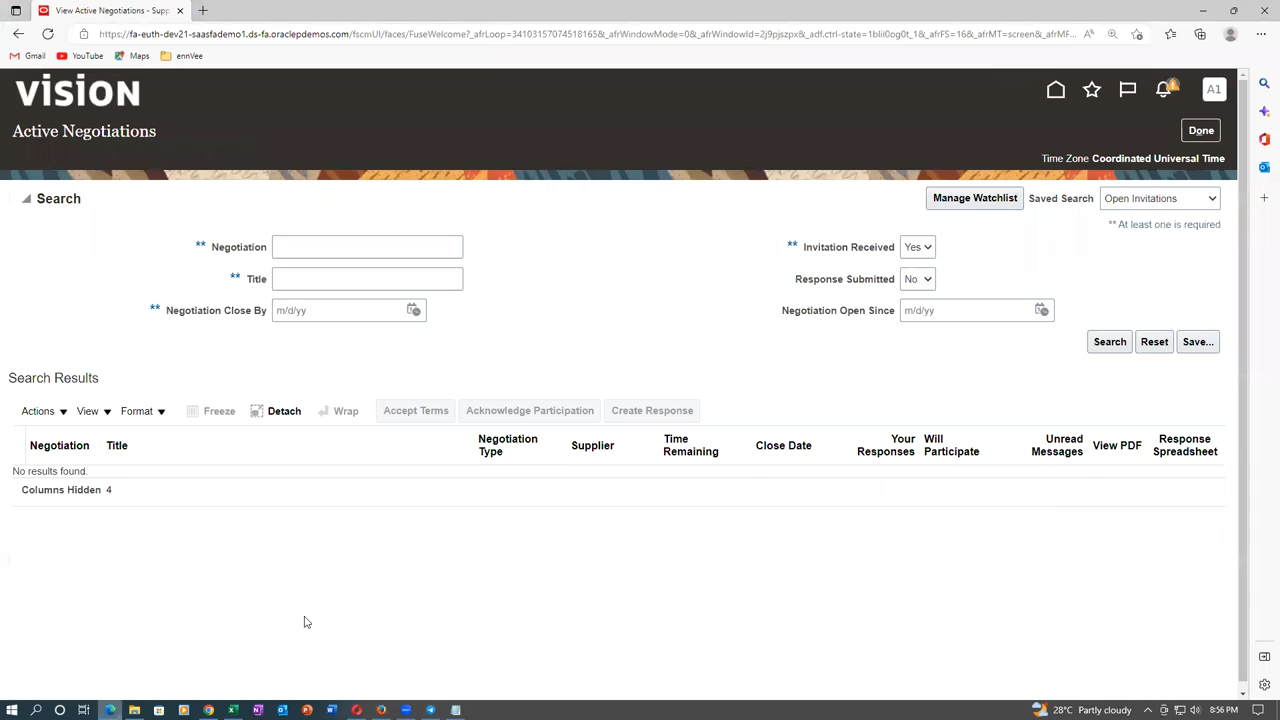 View Active Negotiations - Supp
https://fa-euth-dev21-saasfademo1.ds-fa.oraclepdemos.com/fscmUI/faces/FuseWelcome?_afrLoop=341031570745181​65&_afrWindowMode=0&_afrWindowId=2j9pjszpx&_adf.ctrl-state=1blil0og0t_1&_afrFS=16&_afrMT=screen&_afrMF...
Gmail YouTube Maps ennVee
vision
A1
Active Negotiations
Done
Time Zone Coordinated Universal Time
Search
Manage Watchlist Saved Search Open Invitations
** At least one is required
** Negotiation ** Invitation Received Yes
** Title Response Submitted No
** Negotiation Close By m/d/yy Negotiation Open Since m/d/yy
Search Reset Save...
Search Results
Actions View Format Freeze Detach Wrap Accept Terms Acknowledge Participation Create Response
Negotiation Title Negotiation Type Supplier Time Remaining Close Date Your Responses Will Participate Unread Messages View PDF Response Spreadsheet
No results found.
Columns Hidden 4
28°C Partly cloudy 8:56 PM